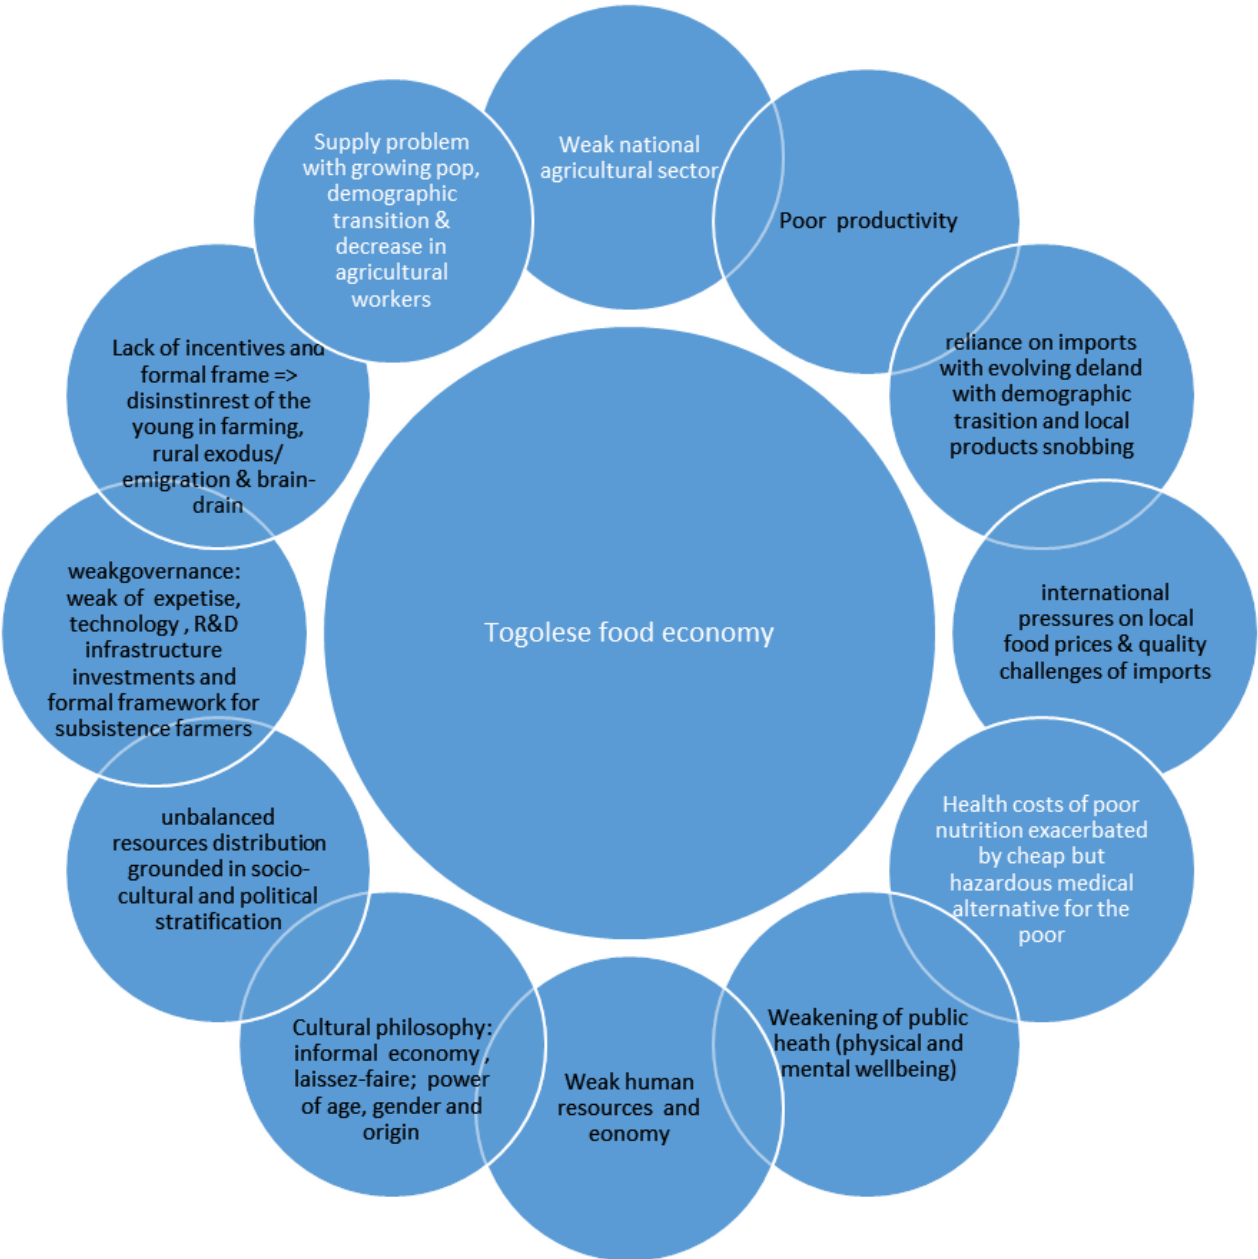 Weak national
agricultural sector
Poor  productivity
reliance on imports
with evolving deland
with demographic
trasition and local
products snobbing
international
pressures on local
food prices & quality
challenges of imports
Health costs of poor
nutrition exacerbated
by cheap but
hazardous medical
alternative for the
poor
Weakening of public
heath (physical and
mental wellbeing)
Weak human
resources  and
eonomy
Cultural philosophy:
informal  economy ,
laissez-faire;  power
of age, gender and
origin
unbalanced
resources distribution
grounded in socio-
cultural and political
stratification
weakgovernance:
weak of  expetise,
technology , R&D
infrastructure
investments and
formal framework for
subsistence farmers
Lack of incentives and
formal frame =>
disinstinrest of the
young in farming,
rural exodus/
emigration & brain-
drain
Supply problem
with growing pop,
demographic
transition &
decrease in
agricultural
workers
Togolese food economy